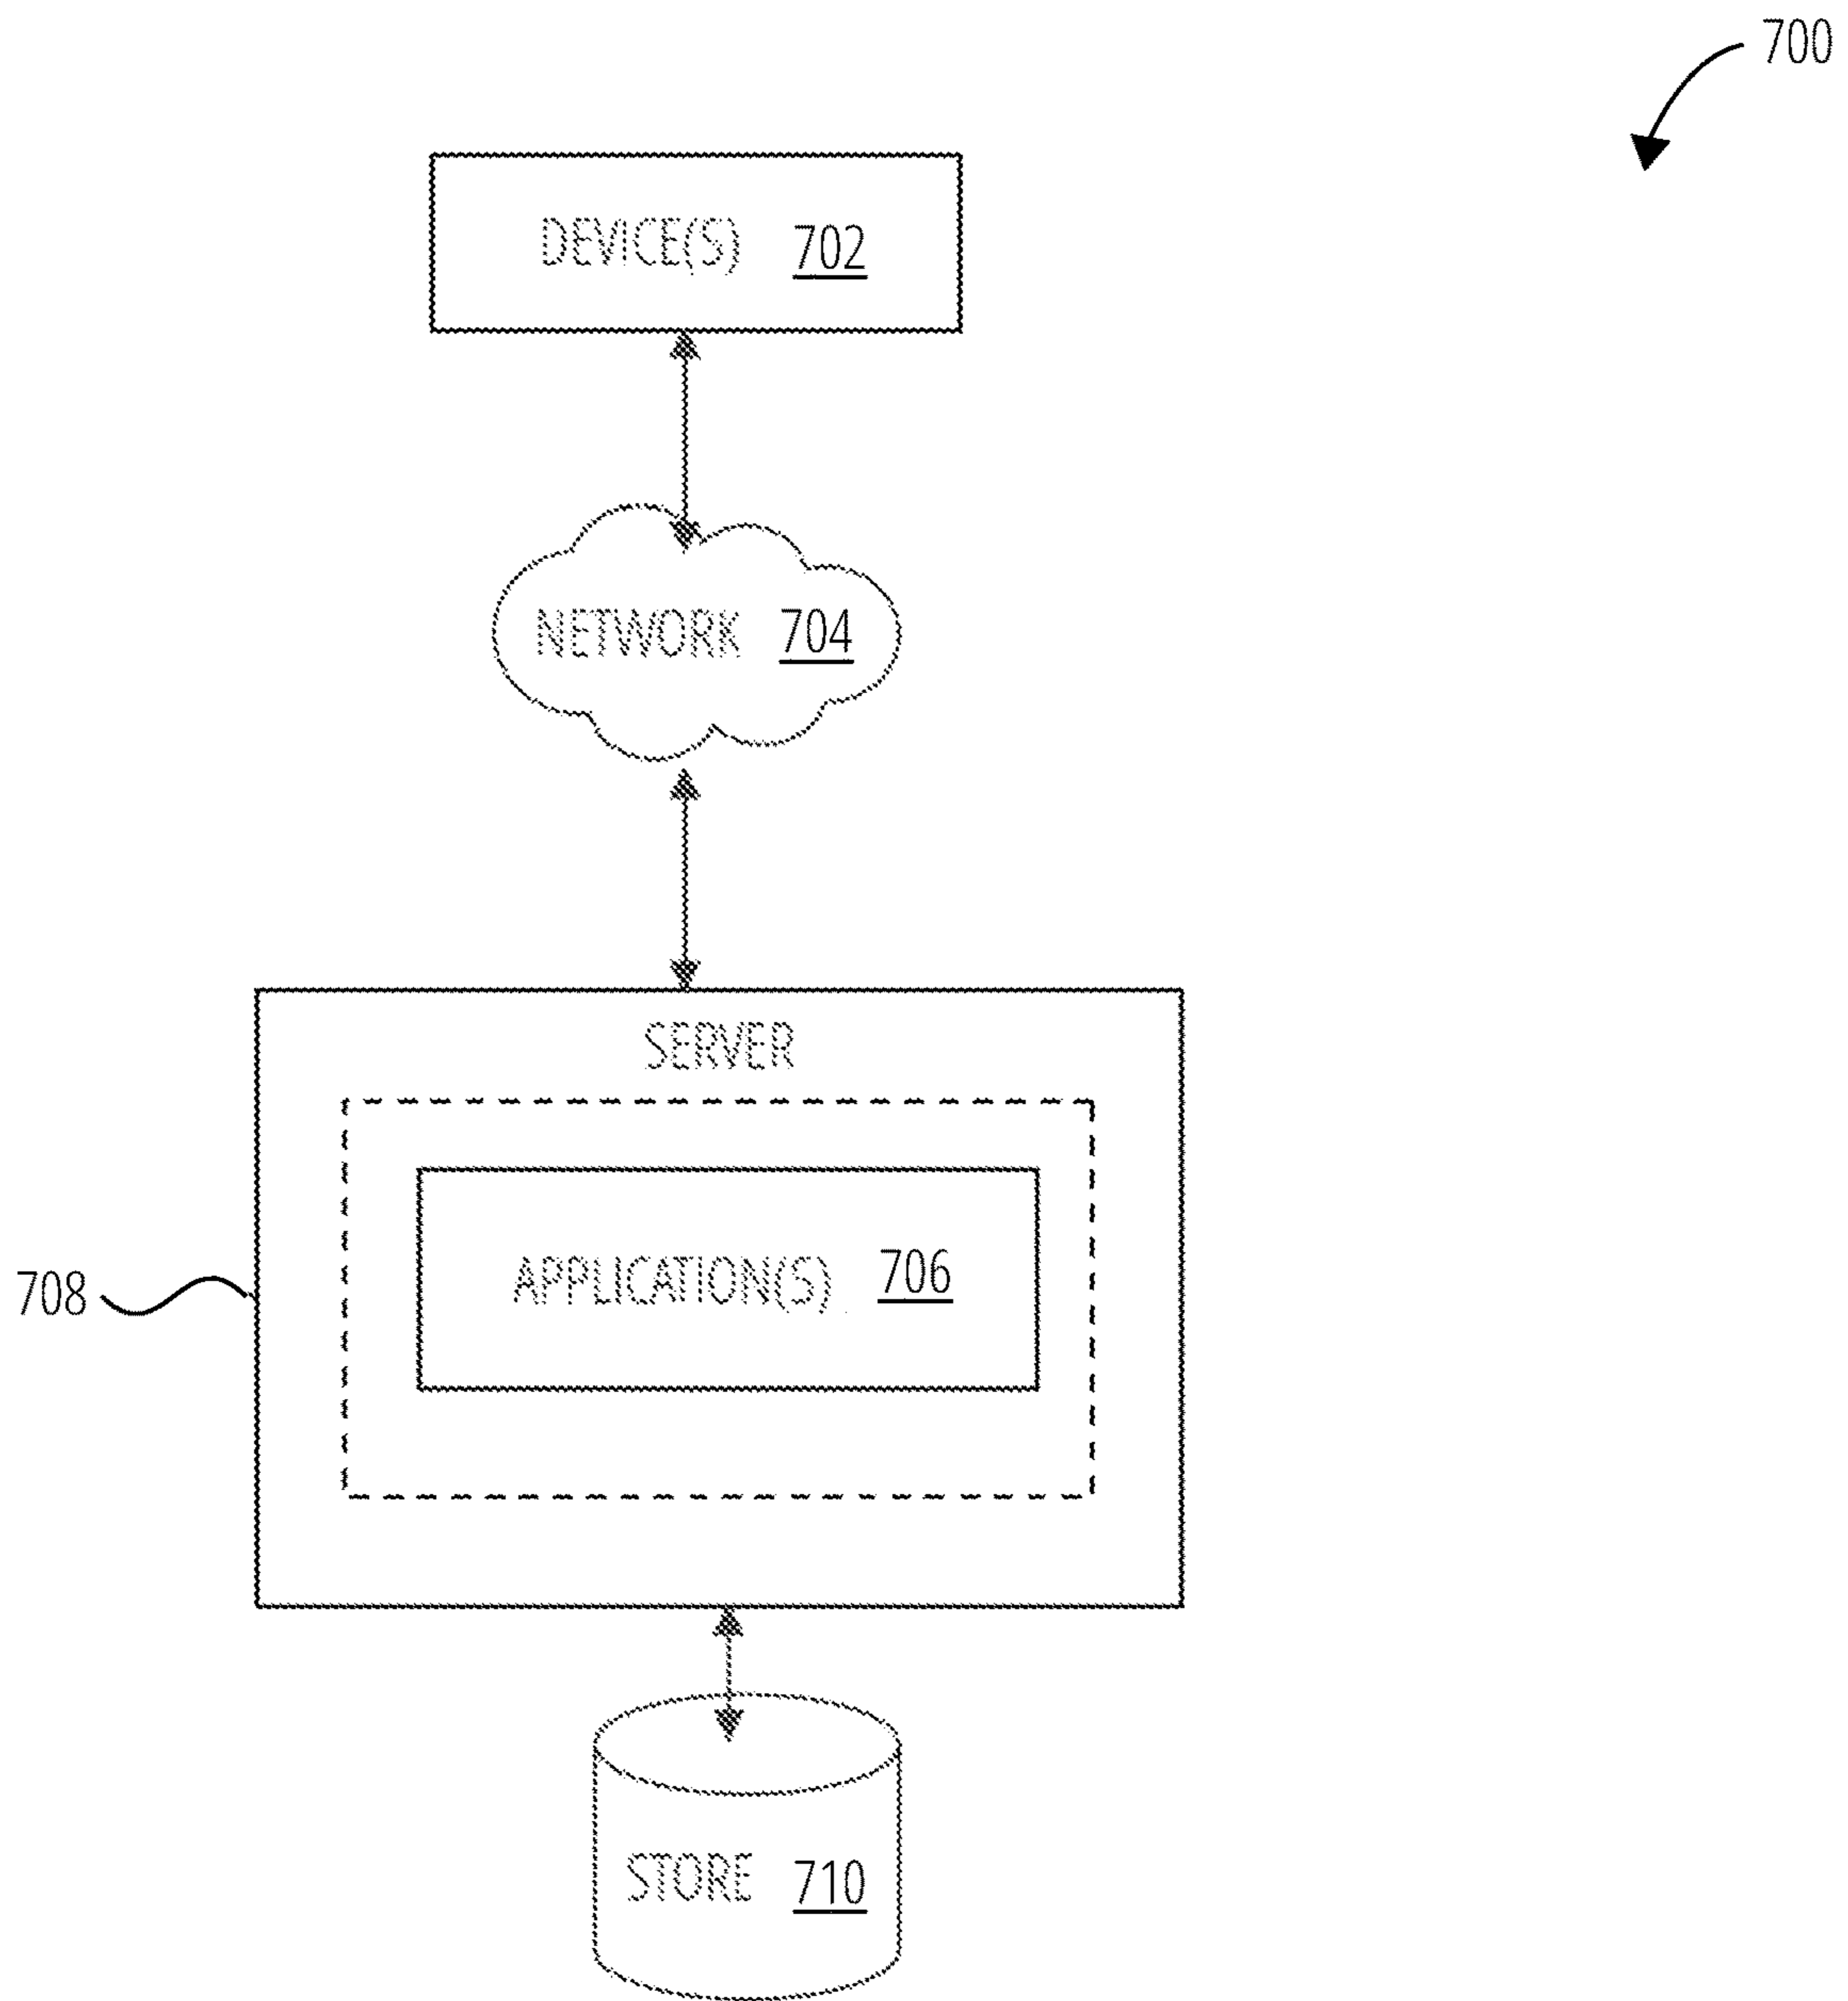 700
DEVICE(S) 702
NETWORK 704
SERVER
APPLICATION(S) 706
708
STORE 710